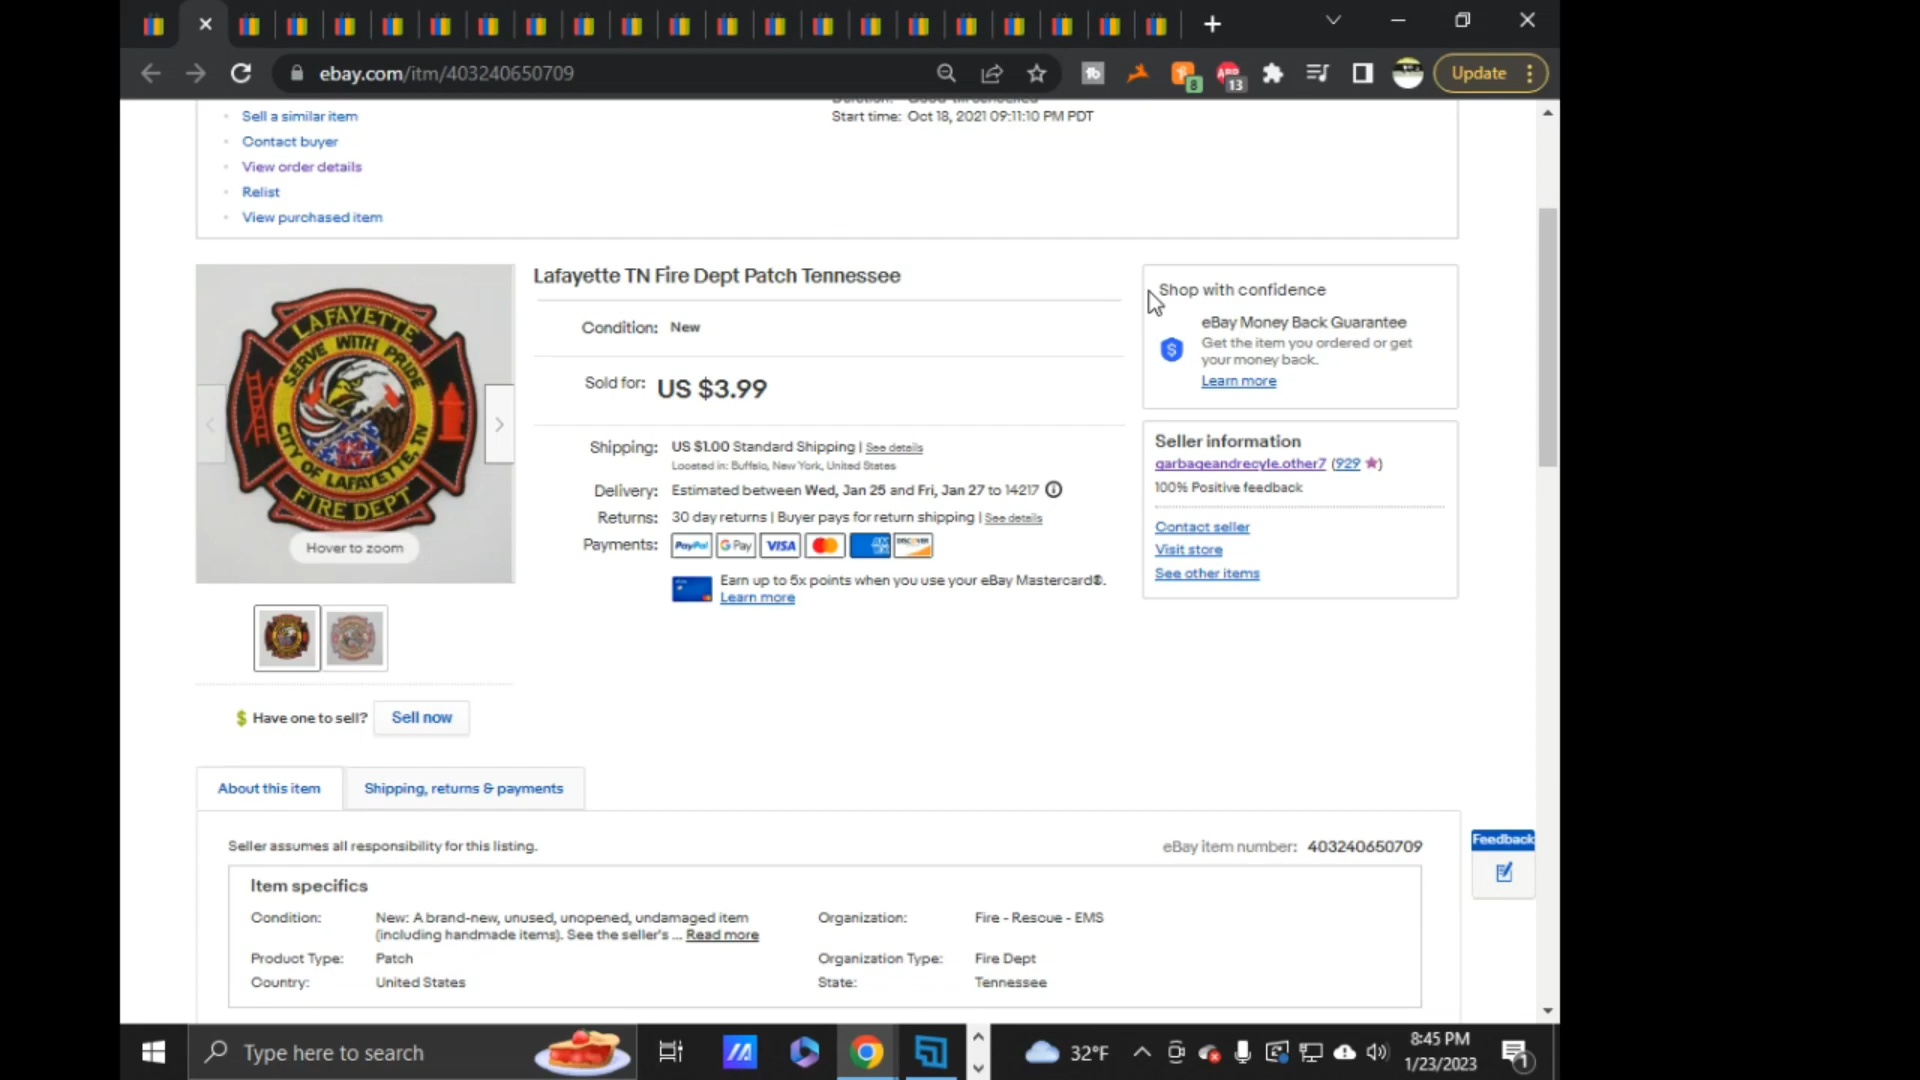 ebay.com/itm/403240650709
8
13
Update
Start time: Oct 18, 2021 09:11:10 PM PDT
Sell a similar item
Contact buyer
View order details
Relist
View purchased item
LAFAYETTE
SERVE WITH PRIDE
CITY OF LAFAYETTE, TN
FIRE DEPT
Hover to zoom
Have one to sell?
Sell now
Lafayette TN Fire Dept Patch Tennessee
Condition: New
Sold for: US $3.99
Shipping: US $1.00 Standard Shipping | See details
Located in: Buffalo, New York, United States
Delivery: Estimated between Wed, Jan 25 and Fri, Jan 27 to 14217
Returns: 30 day returns | Buyer pays for return shipping | See details
Payments: PayPal G Pay VISA DISCOVER
Earn up to 5x points when you use your eBay Mastercard®.
Learn more
Shop with confidence
eBay Money Back Guarantee
Get the item you ordered or get
your money back.
Learn more
Seller information
garbageandrecyle.other7 (929)
100% Positive feedback
Contact seller
Visit store
See other items
About this item
Shipping, returns & payments
Seller assumes all responsibility for this listing.
eBay item number: 403240650709
Item specifics
Condition: New: A brand-new, unused, unopened, undamaged item
(including handmade items). See the seller's ... Read more
Organization: Fire - Rescue - EMS
Product Type: Patch
Organization Type: Fire Dept
Country: United States
State: Tennessee
Feedback
Type here to search
32°F
8:45 PM
1/23/2023
1